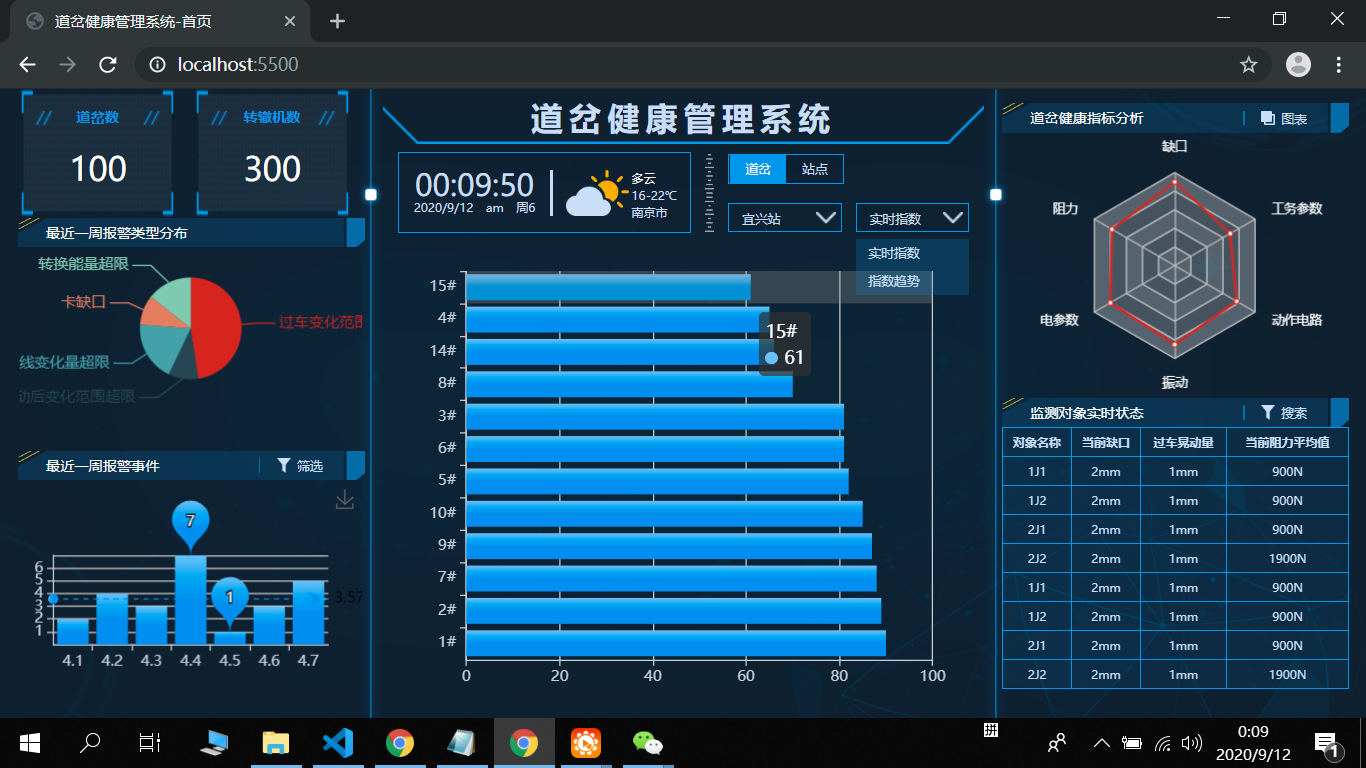 道岔健康管理系统-首页
localhost:5500
道岔数
100
转辙机数
300
最近一周报警类型分布
转换能量超限
卡缺口
过车变化范围
线变化量超限
动后变化范围超限
最近一周报警事件
筛选
7
1
6
5
4
3
2
1
3.57
4.1 4.2 4.3 4.4 4.5 4.6 4.7
道岔健康管理系统
00:09:50
2020/9/12 am 周6
多云
16-22℃
南京市
道岔 站点
宜兴站 实时指数
实时指数
指数趋势
15#
4#
14#
8#
3#
6#
5#
10#
9#
7#
2#
1#
15#
61
0 20 40 60 80 100
道岔健康指标分析
图表
缺口
阻力 工务参数
电参数 动作电路
振动
监测对象实时状态
搜索
对象名称 当前缺口 过车晃动量 当前阻力平均值
1J1 2mm 1mm 900N
1J2 2mm 1mm 900N
2J1 2mm 1mm 900N
2J2 2mm 1mm 1900N
1J1 2mm 1mm 900N
1J2 2mm 1mm 900N
2J1 2mm 1mm 900N
2J2 2mm 1mm 1900N
拼
0:09
2020/9/12
1